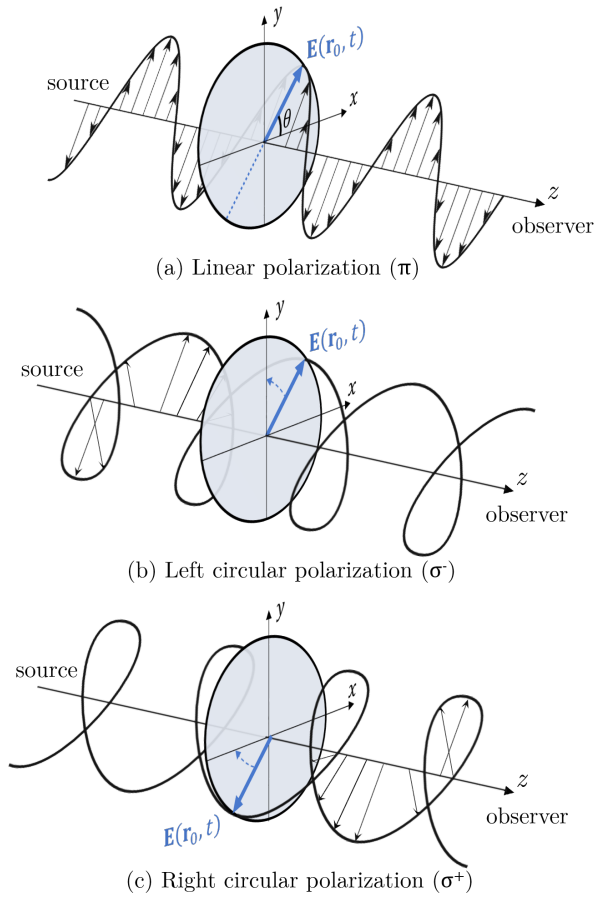 y
E(r₀, t)
source
x
θ
z
observer
(a) Linear polarization (π)
y
E(r₀, t)
source
x
z
observer
(b) Left circular polarization (σ⁻)
y
source
x
z
observer
E(r₀, t)
(c) Right circular polarization (σ⁺)